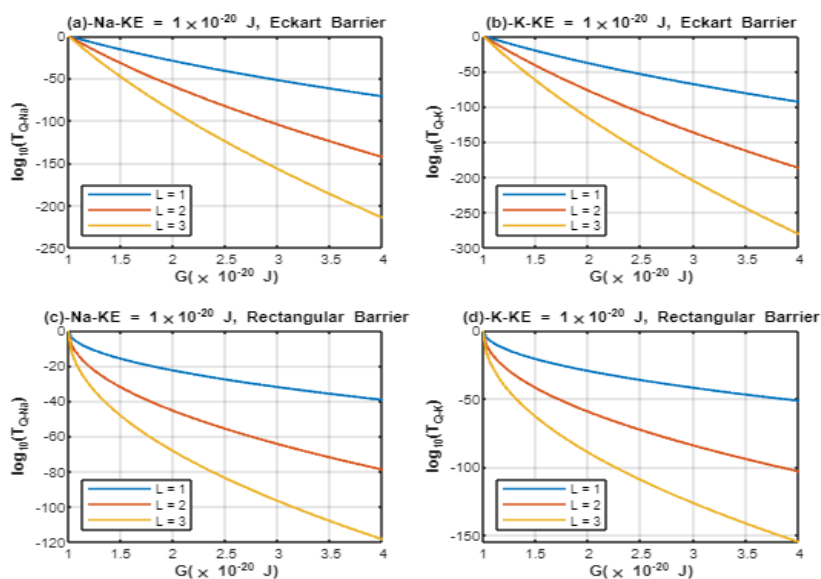 (a)-Na-KE = 1 × 10⁻²⁰ J, Eckart Barrier
0
-50
-100
-150
-200
-250
log₁₀(T_Q-Na)
L = 1
L = 2
L = 3
1 1.5 2 2.5 3 3.5 4
G( × 10⁻²⁰ J)
(b)-K-KE = 1 × 10⁻²⁰ J, Eckart Barrier
0
-50
-100
-150
-200
-250
-300
log₁₀(T_Q-K)
L = 1
L = 2
L = 3
1 1.5 2 2.5 3 3.5 4
G( × 10⁻²⁰ J)
(c)-Na-KE = 1 × 10⁻²⁰ J, Rectangular Barrier
0
-20
-40
-60
-80
-100
-120
log₁₀(T_Q-Na)
L = 1
L = 2
L = 3
1 1.5 2 2.5 3 3.5 4
G( × 10⁻²⁰ J)
(d)-K-KE = 1 × 10⁻²⁰ J, Rectangular Barrier
0
-50
-100
-150
log₁₀(T_Q-K)
L = 1
L = 2
L = 3
1 1.5 2 2.5 3 3.5 4
G( × 10⁻²⁰ J)